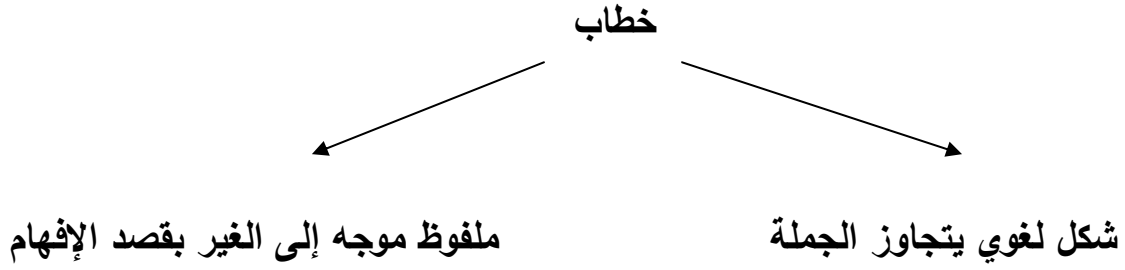 خطاب
شكل لغوي يتجاوز الجملة
ملفوظ موجه إلى الغير بقصد الإفهام